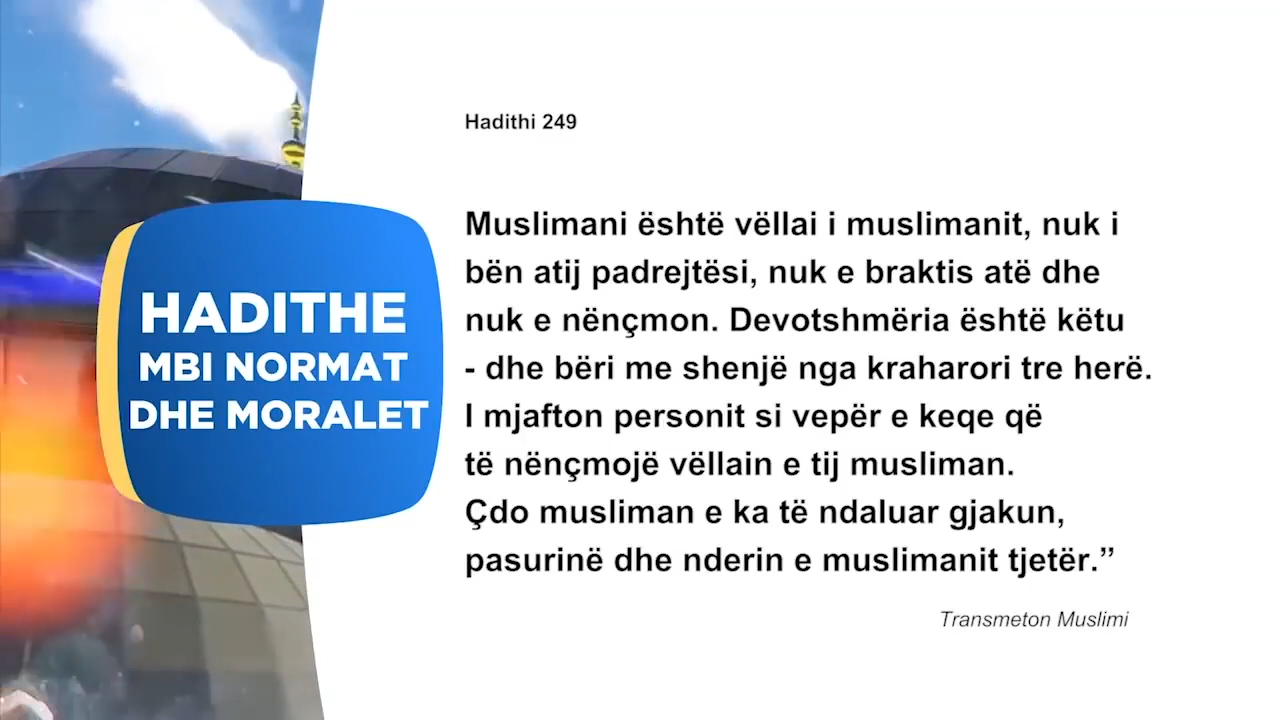 HADITHE
MBI NORMAT
DHE MORALET
Hadithi 249
Muslimani është vëllai i muslimanit, nuk i
bën atij padrejtësi, nuk e braktis atë dhe
nuk e nënçmon. Devotshmëria është këtu
- dhe bëri me shenjë nga kraharori tre herë.
I mjafton personit si vepër e keqe që
të nënçmojë vëllain e tij musliman.
Çdo musliman e ka të ndaluar gjakun,
pasurinë dhe nderin e muslimanit tjetër.”
Transmeton Muslimi